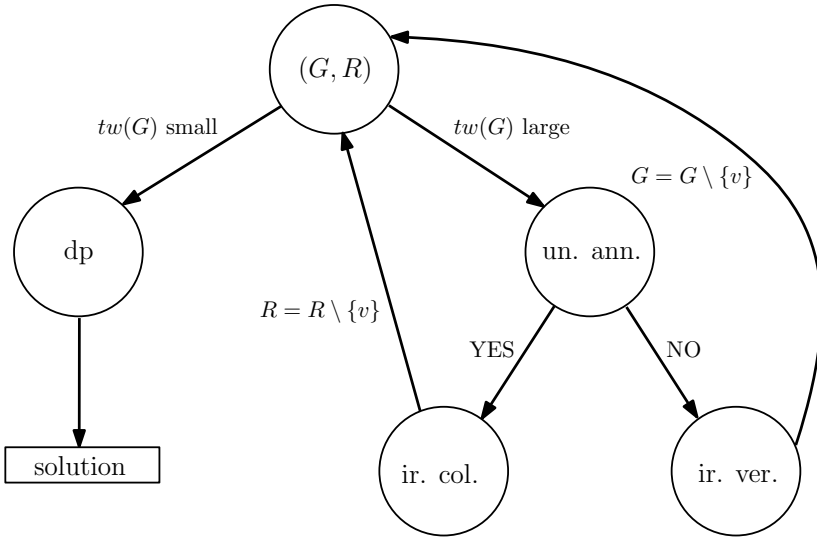 (G, R)
tw(G) small
tw(G) large
G = G \ {v}
dp
un. ann.
R = R \ {v}
YES
NO
solution
ir. col.
ir. ver.